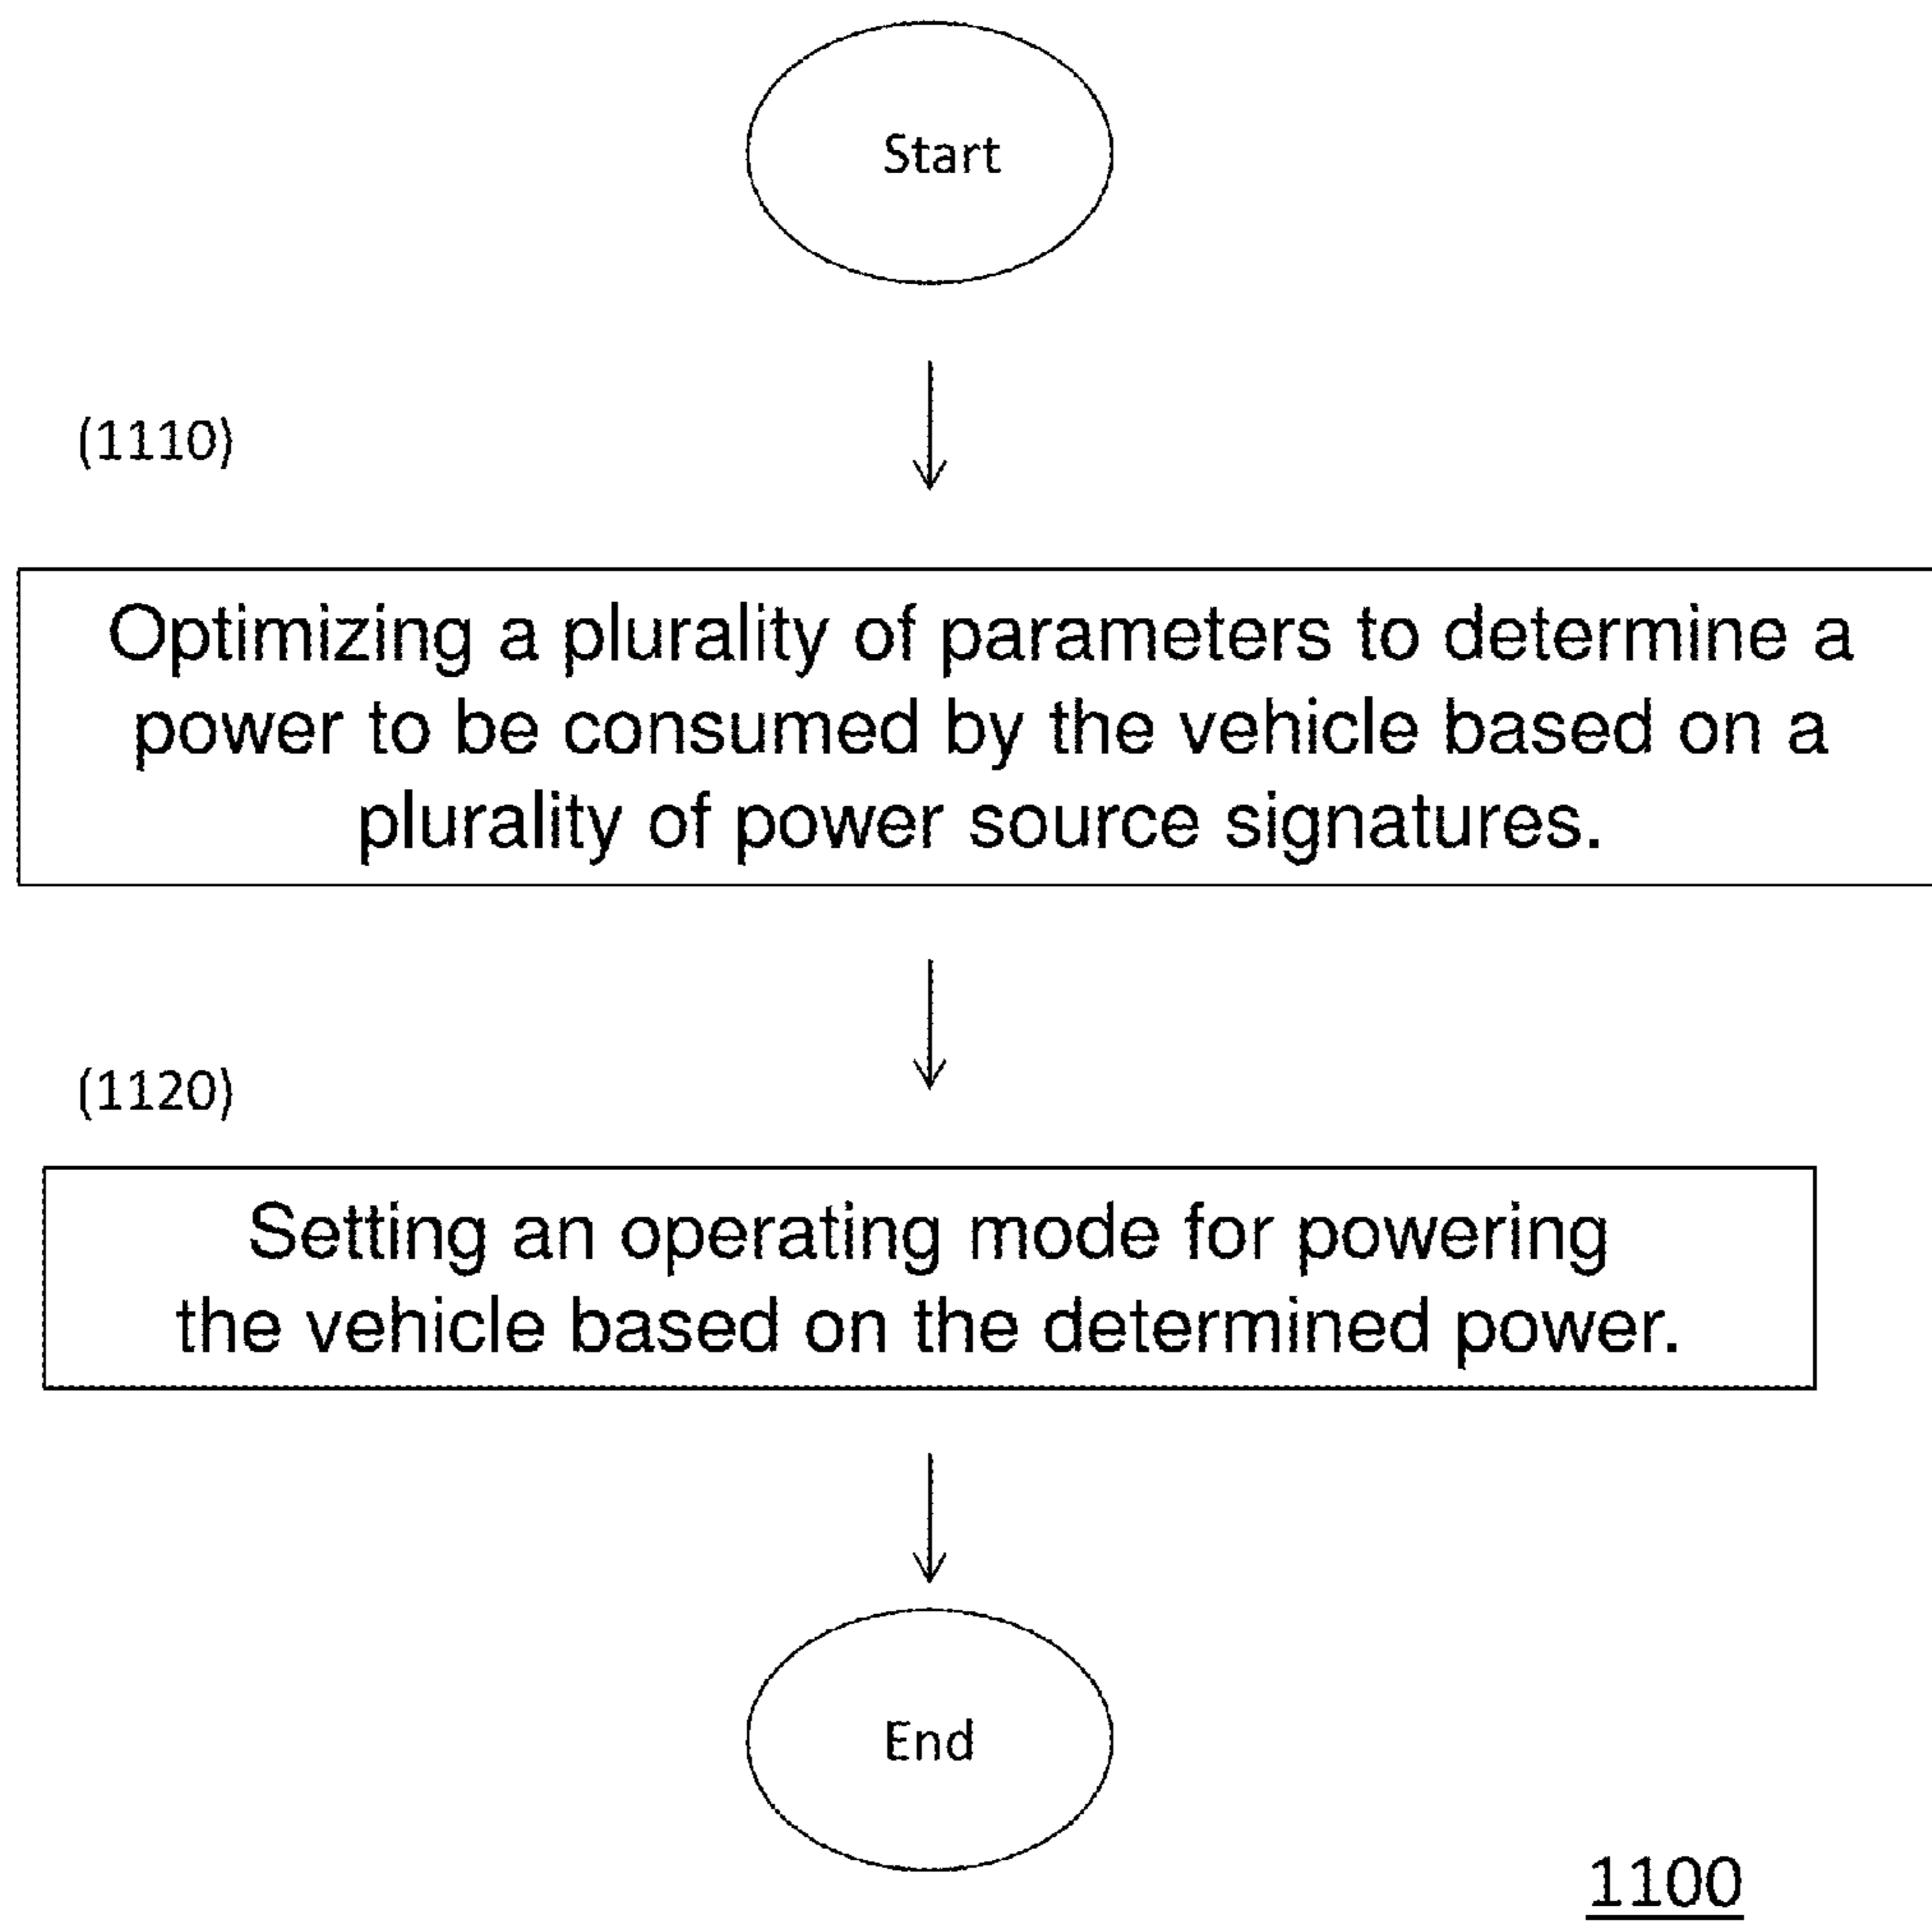 Start
(1110)
Optimizing a plurality of parameters to determine a
power to be consumed by the vehicle based on a
plurality of power source signatures.
(1120)
Setting an operating mode for powering
the vehicle based on the determined power.
End
1100